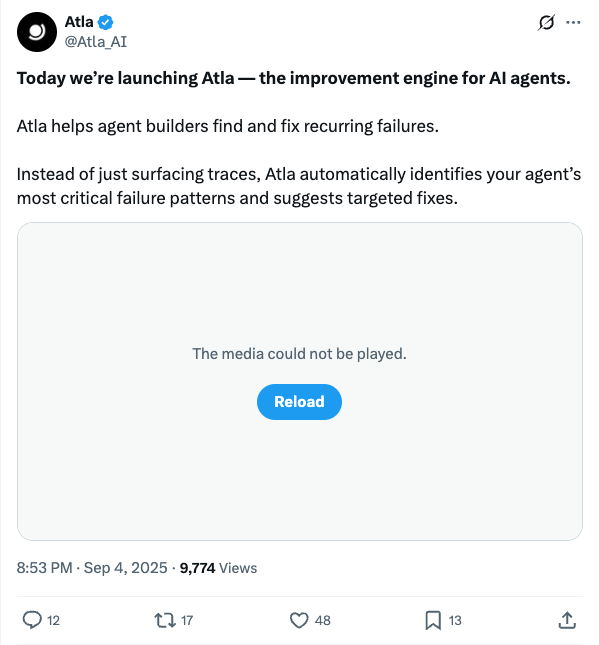 Atla
@Atla_AI
Today we’re launching Atla — the improvement engine for AI agents.
Atla helps agent builders find and fix recurring failures.
Instead of just surfacing traces, Atla automatically identifies your agent’s
most critical failure patterns and suggests targeted fixes.
The media could not be played.
Reload
8:53 PM · Sep 4, 2025 · 9,774 Views
12 17 48 13